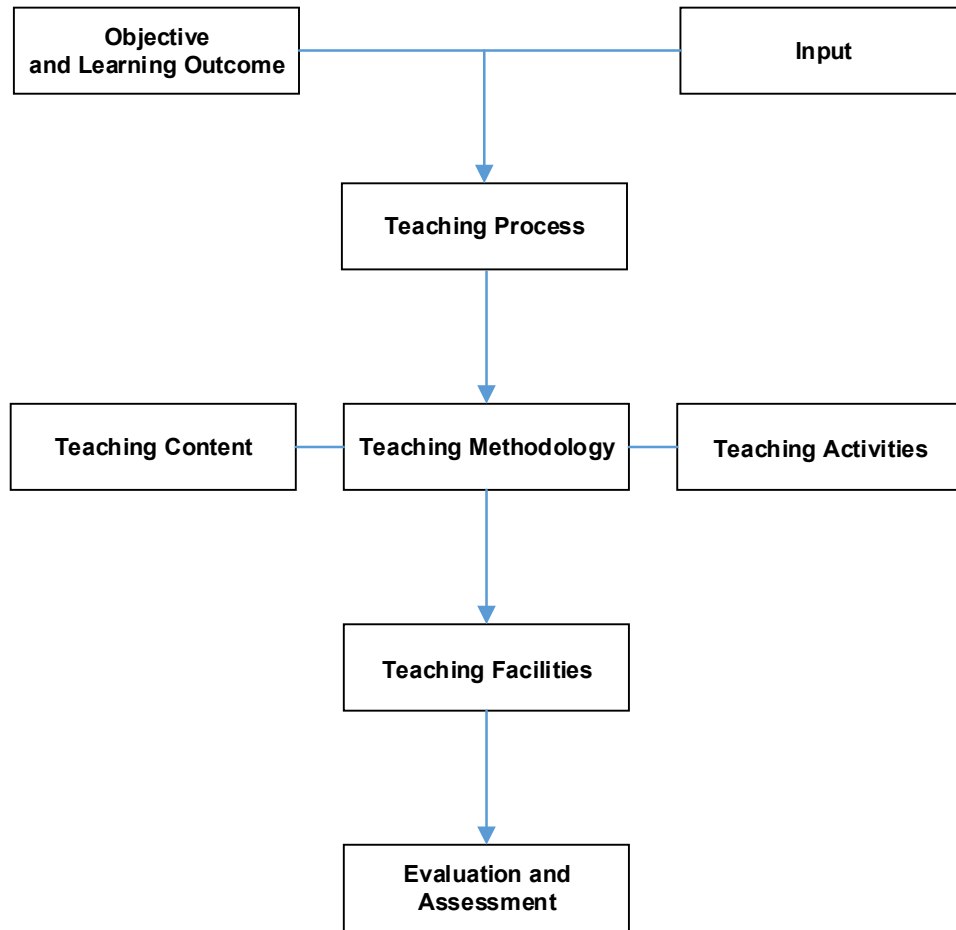 Objective
and Learning Outcome
Input
Teaching Process
Teaching Content
Teaching Methodology
Teaching Activities
Teaching Facilities
Evaluation and
Assessment